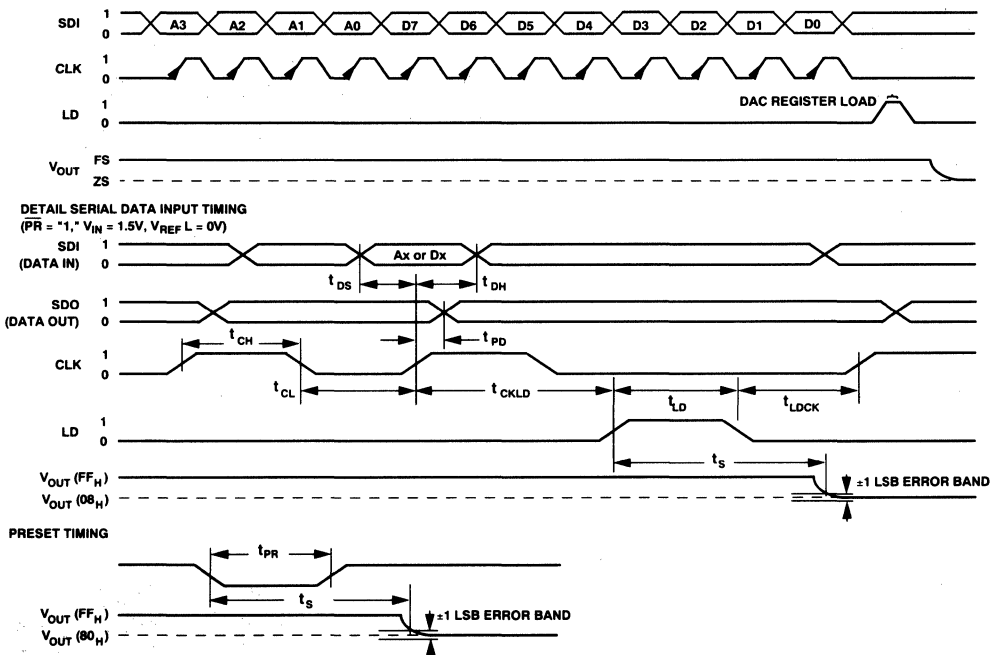 SDI 1 0 A3 A2 A1 A0 D7 D6 D5 D4 D3 D2 D1 D0
CLK 1 0
DAC REGISTER LOAD
LD 1 0
VOUT FS ZS
DETAIL SERIAL DATA INPUT TIMING
(PR = "1," VIN = 1.5V, VREF L = 0V)
SDI (DATA IN) 1 0 Ax or Dx
tDS tDH
SDO (DATA OUT) 1 0
tCH tPD
CLK 1 0
tCL tCKLD tLD tLDCK
LD 1 0
tS
VOUT (FFH)
±1 LSB ERROR BAND
VOUT (08H)
PRESET TIMING
tPR
tS
VOUT (FFH)
±1 LSB ERROR BAND
VOUT (80H)